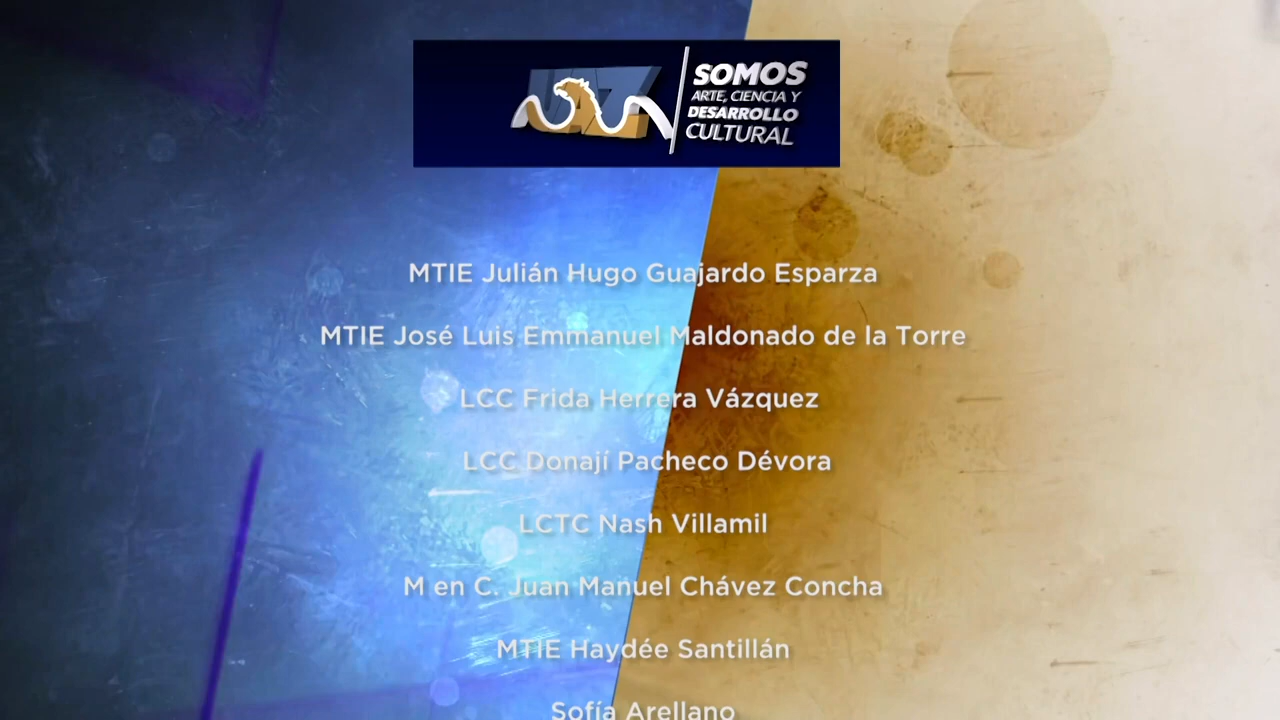 UAZ
SOMOS
ARTE, CIENCIA Y
DESARROLLO
CULTURAL
MTIE Julián Hugo Guajardo Esparza
MTIE José Luis Emmanuel Maldonado de la Torre
LCC Frida Herrera Vázquez
LCC Donají Pacheco Dévora
LCTC Nash Villamil
M en C. Juan Manuel Chávez Concha
MTIE Haydée Santillán
Sofía Arellano